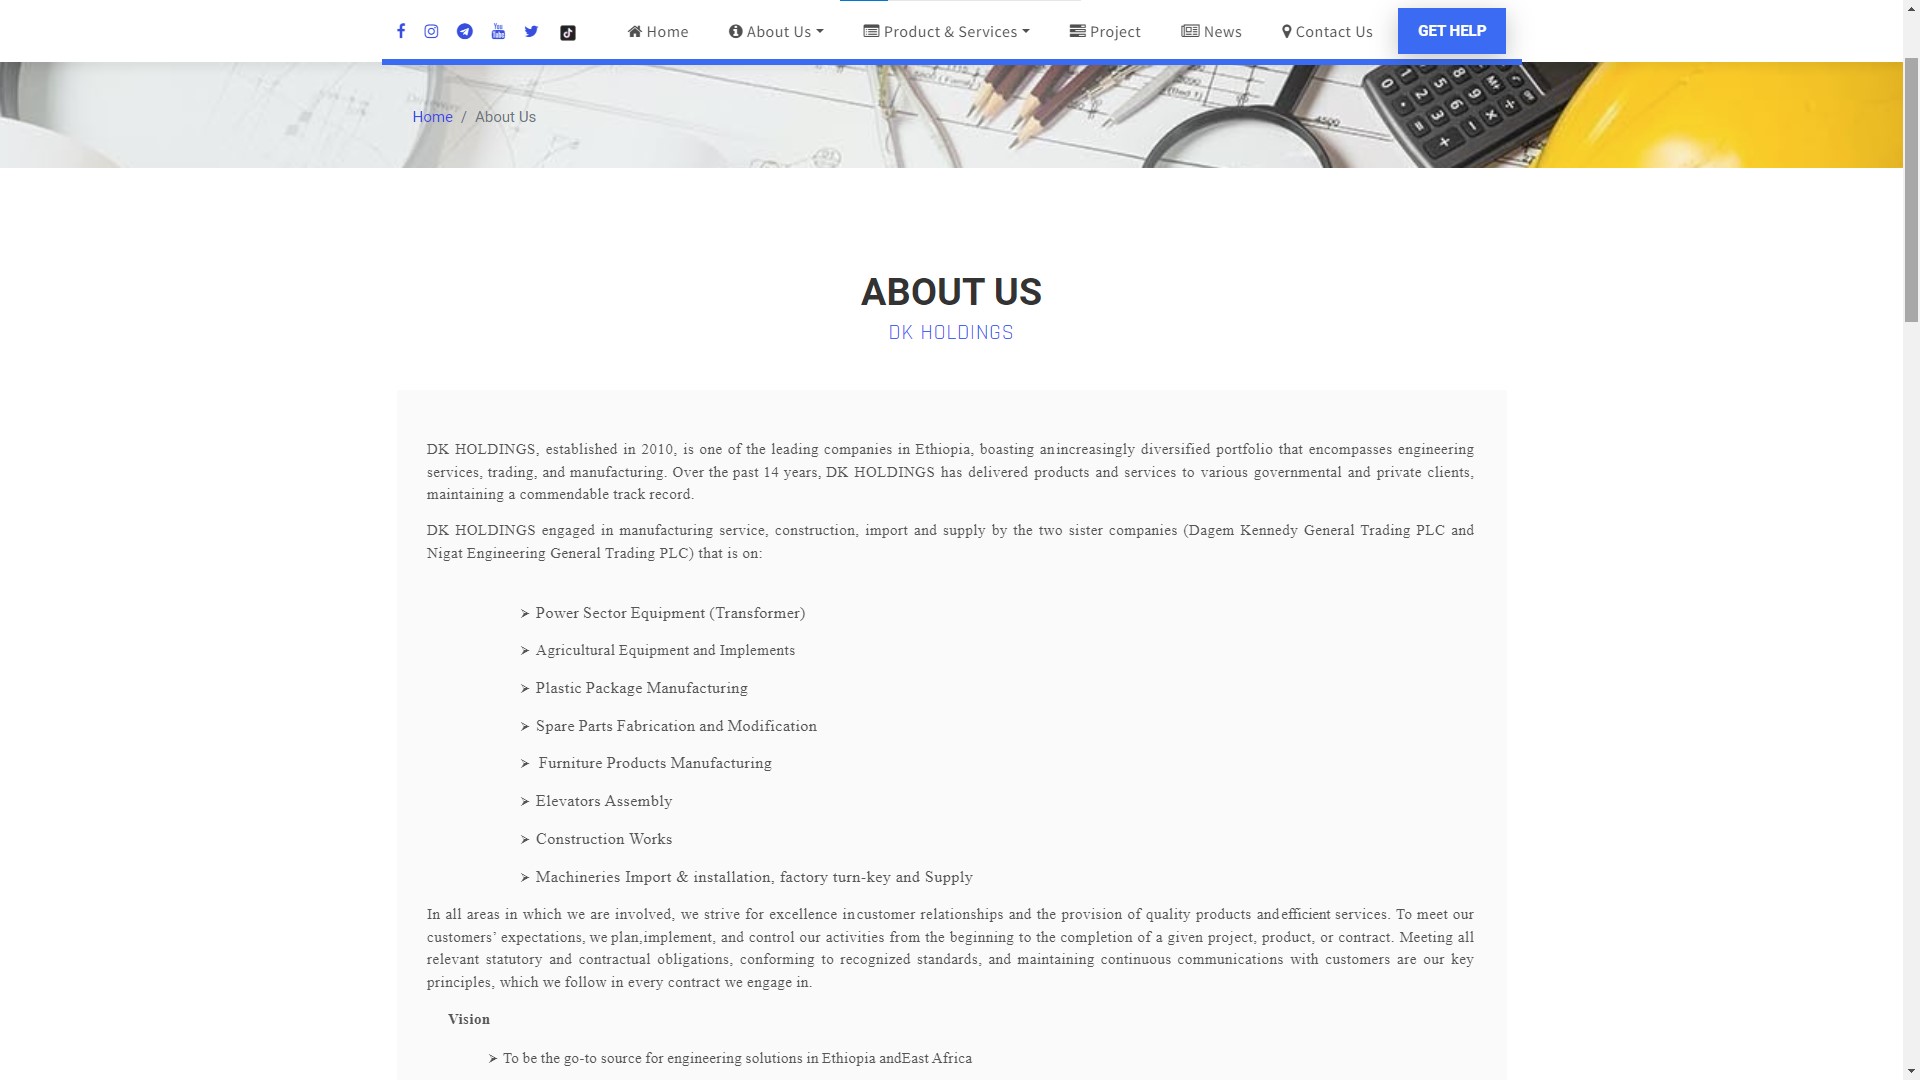 Home About Us Product & Services Project News Contact Us GET HELP
Home / About Us
ABOUT US
DK HOLDINGS
DK HOLDINGS, established in 2010, is one of the leading companies in Ethiopia, boasting anincreasingly diversified portfolio that encompasses engineering
services, trading, and manufacturing. Over the past 14 years, DK HOLDINGS has delivered products and services to various governmental and private clients,
maintaining a commendable track record.
DK HOLDINGS engaged in manufacturing service, construction, import and supply by the two sister companies (Dagem Kennedy General Trading PLC and
Nigat Engineering General Trading PLC) that is on:
➢ Power Sector Equipment (Transformer)
➢ Agricultural Equipment and Implements
➢ Plastic Package Manufacturing
➢ Spare Parts Fabrication and Modification
➢ Furniture Products Manufacturing
➢ Elevators Assembly
➢ Construction Works
➢ Machineries Import & installation, factory turn-key and Supply
In all areas in which we are involved, we strive for excellence incustomer relationships and the provision of quality products andefficient services. To meet our
customers’ expectations, we plan,implement, and control our activities from the beginning to the completion of a given project, product, or contract. Meeting all
relevant statutory and contractual obligations, conforming to recognized standards, and maintaining continuous communications with customers are our key
principles, which we follow in every contract we engage in.
Vision
➢ To be the go-to source for engineering solutions in Ethiopia andEast Africa